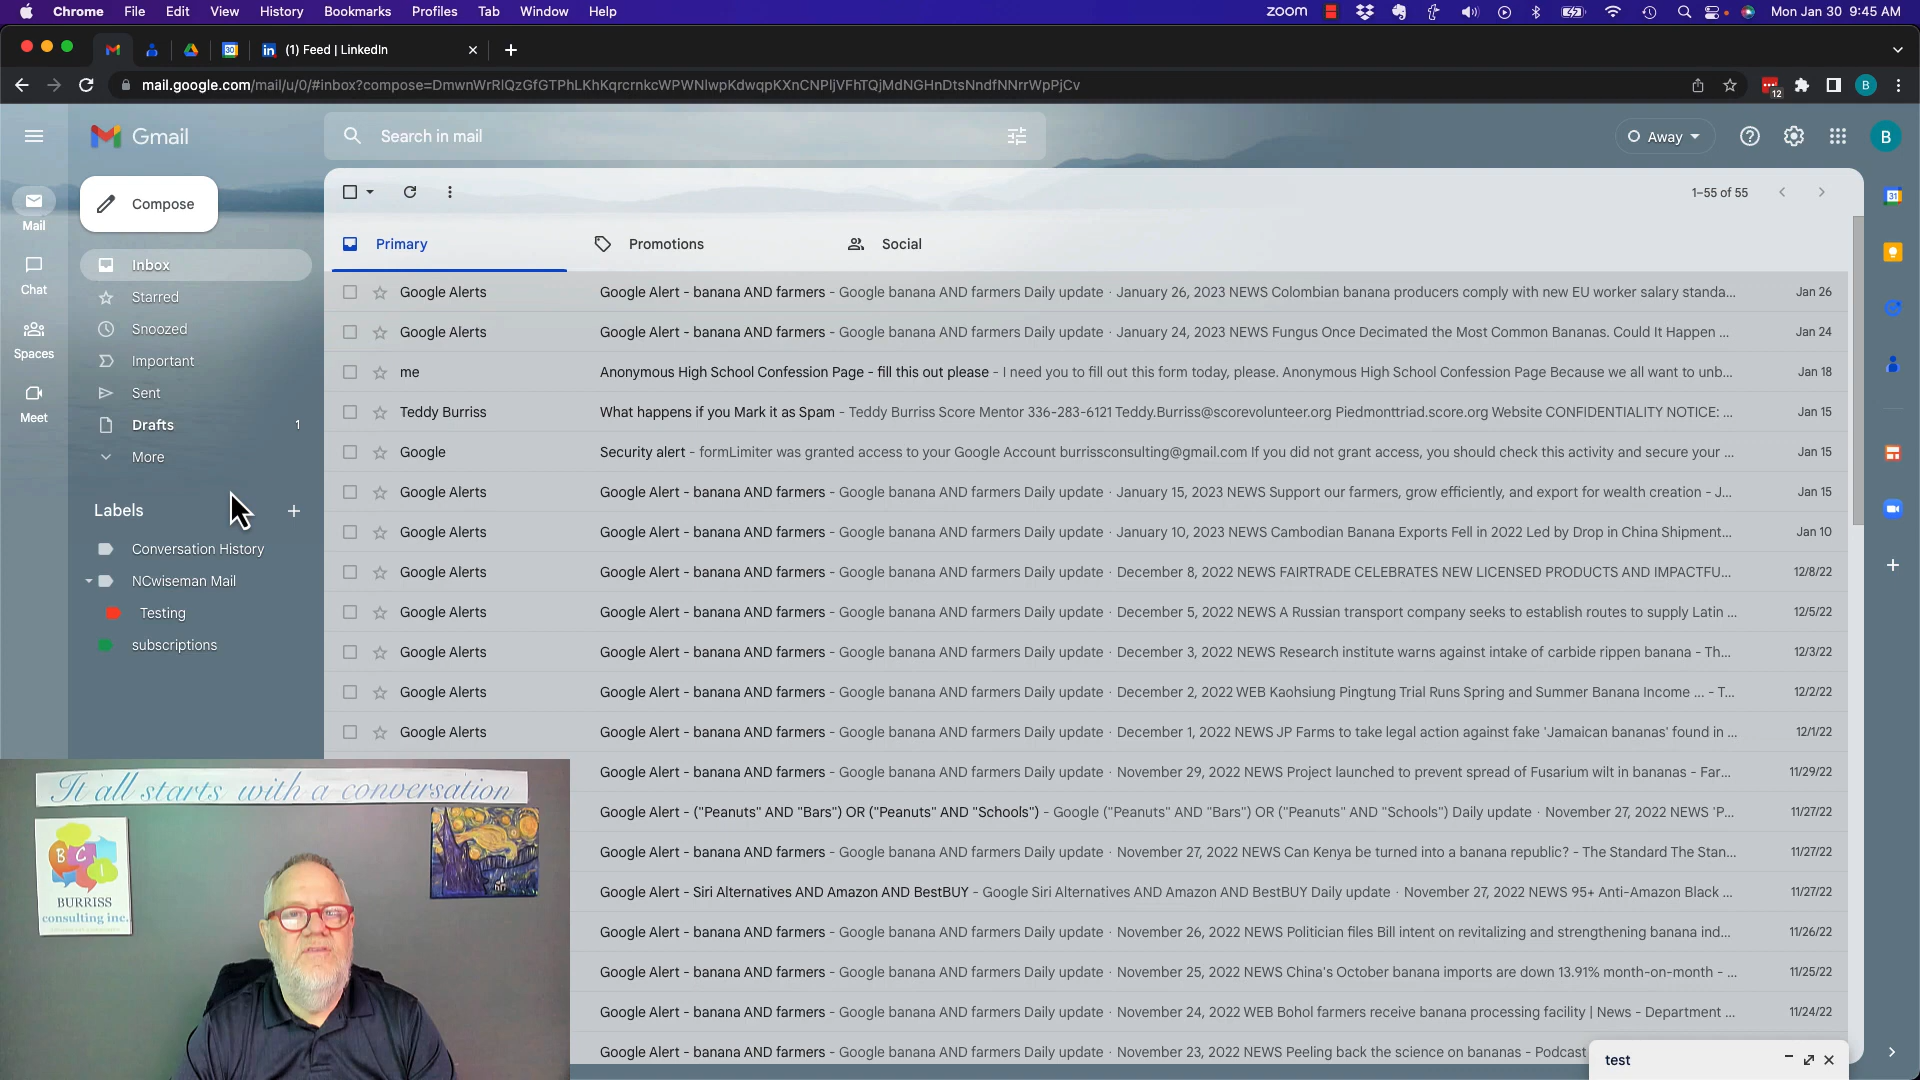 Chrome File Edit View History Bookmarks Profiles Tab Window Help zoom Mon Jan 30 9:45 AM
(1) Feed | LinkedIn
mail.google.com/mail/u/0/#inbox?compose=DmwnWrRlQzGfGTPhLKhKqrcrnkcWPWNlwpKdwqpKXnCNPljVFhTQjMdNGHnDtsNndfNNrrWpPjCv
12
B
Gmail
Search in mail
Away
B
Compose
Mail
Chat
Spaces
Meet
Inbox
Starred
Snoozed
Important
Sent
Drafts 1
More
Labels
Conversation History
NCwiseman Mail
Testing
subscriptions
1–55 of 55
Primary Promotions Social
Google Alerts Google Alert - banana AND farmers - Google banana AND farmers Daily update · January 26, 2023 NEWS Colombian banana producers comply with new EU worker salary standa... Jan 26
Google Alerts Google Alert - banana AND farmers - Google banana AND farmers Daily update · January 24, 2023 NEWS Fungus Once Decimated the Most Common Bananas. Could It Happen ... Jan 24
me Anonymous High School Confession Page - fill this out please - I need you to fill out this form today, please. Anonymous High School Confession Page Because we all want to unb... Jan 18
Teddy Burriss What happens if you Mark it as Spam - Teddy Burriss Score Mentor 336-283-6121 Teddy.Burriss@scorevolunteer.org Piedmonttriad.score.org Website CONFIDENTIALITY NOTICE: ... Jan 15
Google Security alert - formLimiter was granted access to your Google Account burrissconsulting@gmail.com If you did not grant access, you should check this activity and secure your ... Jan 15
Google Alerts Google Alert - banana AND farmers - Google banana AND farmers Daily update · January 15, 2023 NEWS Support our farmers, grow efficiently, and export for wealth creation - J... Jan 15
Google Alerts Google Alert - banana AND farmers - Google banana AND farmers Daily update · January 10, 2023 NEWS Cambodian Banana Exports Fell in 2022 Led by Drop in China Shipment... Jan 10
Google Alerts Google Alert - banana AND farmers - Google banana AND farmers Daily update · December 8, 2022 NEWS FAIRTRADE CELEBRATES NEW LICENSED PRODUCTS AND IMPACTFU... 12/8/22
Google Alerts Google Alert - banana AND farmers - Google banana AND farmers Daily update · December 5, 2022 NEWS A Russian transport company seeks to establish routes to supply Latin ... 12/5/22
Google Alerts Google Alert - banana AND farmers - Google banana AND farmers Daily update · December 3, 2022 NEWS Research institute warns against intake of carbide rippen banana - Th... 12/3/22
Google Alerts Google Alert - banana AND farmers - Google banana AND farmers Daily update · December 2, 2022 WEB Kaohsiung Pingtung Trial Runs Spring and Summer Banana Income ... - T... 12/2/22
Google Alerts Google Alert - banana AND farmers - Google banana AND farmers Daily update · December 1, 2022 NEWS JP Farms to take legal action against fake 'Jamaican bananas' found in ... 12/1/22
Google Alert - banana AND farmers - Google banana AND farmers Daily update · November 29, 2022 NEWS Project launched to prevent spread of Fusarium wilt in bananas - Far... 11/29/22
Google Alert - ("Peanuts" AND "Bars") OR ("Peanuts" AND "Schools") - Google ("Peanuts" AND "Bars") OR ("Peanuts" AND "Schools") Daily update · November 27, 2022 NEWS 'P... 11/27/22
Google Alert - banana AND farmers - Google banana AND farmers Daily update · November 27, 2022 NEWS Can Kenya be turned into a banana republic? - The Standard The Stan... 11/27/22
Google Alert - Siri Alternatives AND Amazon AND BestBUY - Google Siri Alternatives AND Amazon AND BestBUY Daily update · November 27, 2022 NEWS 95+ Anti-Amazon Black ... 11/27/22
Google Alert - banana AND farmers - Google banana AND farmers Daily update · November 26, 2022 NEWS Politician files Bill intent on revitalizing and strengthening banana ind... 11/26/22
Google Alert - banana AND farmers - Google banana AND farmers Daily update · November 25, 2022 NEWS China's October banana imports are down 13.91% month-on-month - ... 11/25/22
Google Alert - banana AND farmers - Google banana AND farmers Daily update · November 24, 2022 WEB Bohol farmers receive banana processing facility | News - Department ... 11/24/22
Google Alert - banana AND farmers - Google banana AND farmers Daily update · November 23, 2022 NEWS Peeling back the science on bananas - Podcast
test
It all starts with a conversation
B C I
BURRISS
consulting inc.